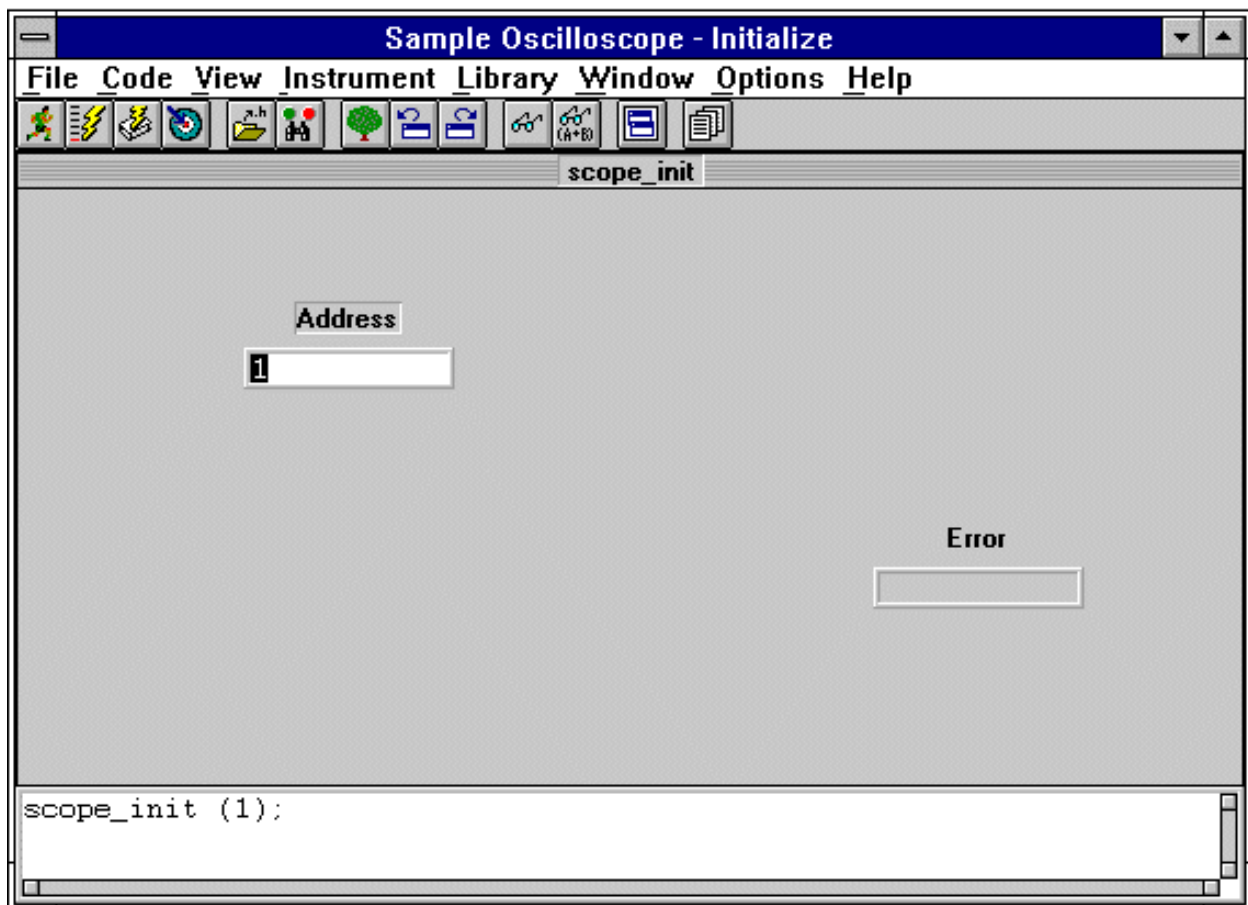 Sample Oscilloscope - Initialize
File Code View Instrument Library Window Options Help
.h
(A+B)
scope_init
Address
1
Error
scope_init (1);